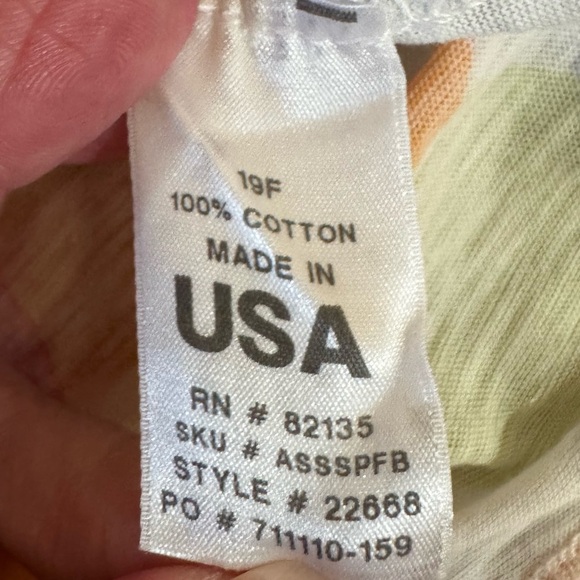 19F
100% COTTON
MADE IN
USA
RN # 82135
SKU # ASSSPFB
STYLE # 22668
PO # 711110-159